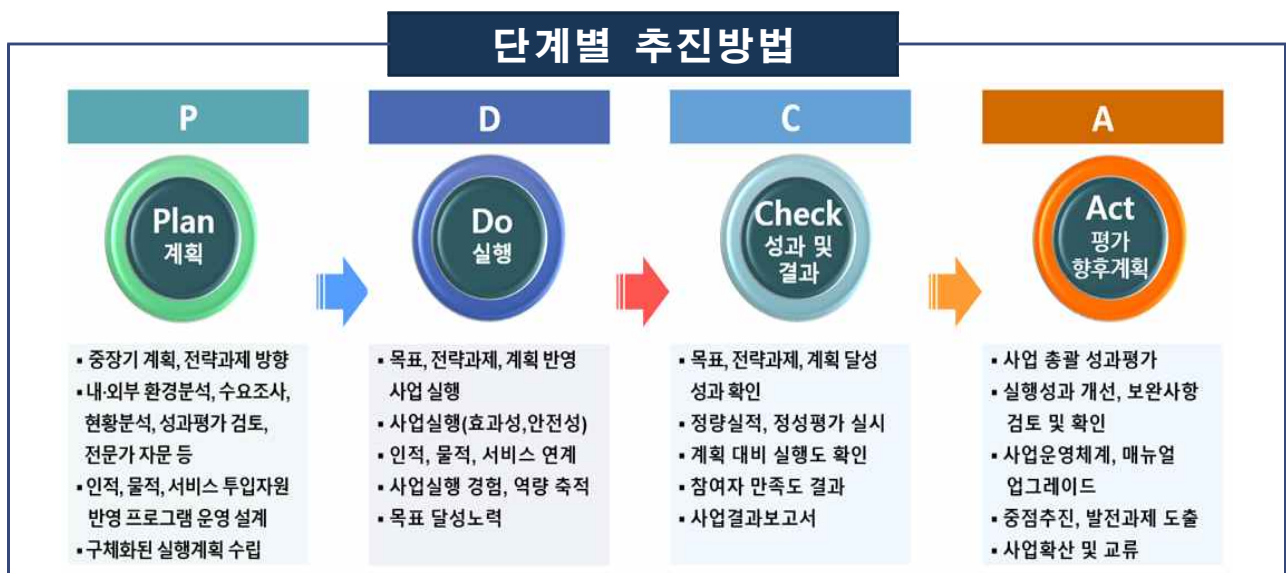 단계별 추진방법
P
Plan
계획
▪ 중장기 계획, 전략과제 방향
▪ 내·외부 환경분석, 수요조사,
현황분석, 성과평가 검토,
전문가 자문 등
▪ 인적, 물적, 서비스 투입자원
반영 프로그램 운영 설계
▪ 구체화된 실행계획 수립
D
Do
실행
▪ 목표, 전략과제, 계획 반영
사업 실행
▪ 사업실행(효과성,안전성)
▪ 인적, 물적, 서비스 연계
▪ 사업실행 경험, 역량 축적
▪ 목표 달성노력
C
Check
성과 및
결과
▪ 목표, 전략과제, 계획 달성
성과 확인
▪ 정량실적, 정성평가 실시
▪ 계획 대비 실행도 확인
▪ 참여자 만족도 결과
▪ 사업결과보고서
A
Act
평가
향후계획
▪ 사업 총괄 성과평가
▪ 실행성과 개선, 보완사항
검토 및 확인
▪ 사업운영체계, 매뉴얼
업그레이드
▪ 중점추진, 발전과제 도출
▪ 사업확산 및 교류